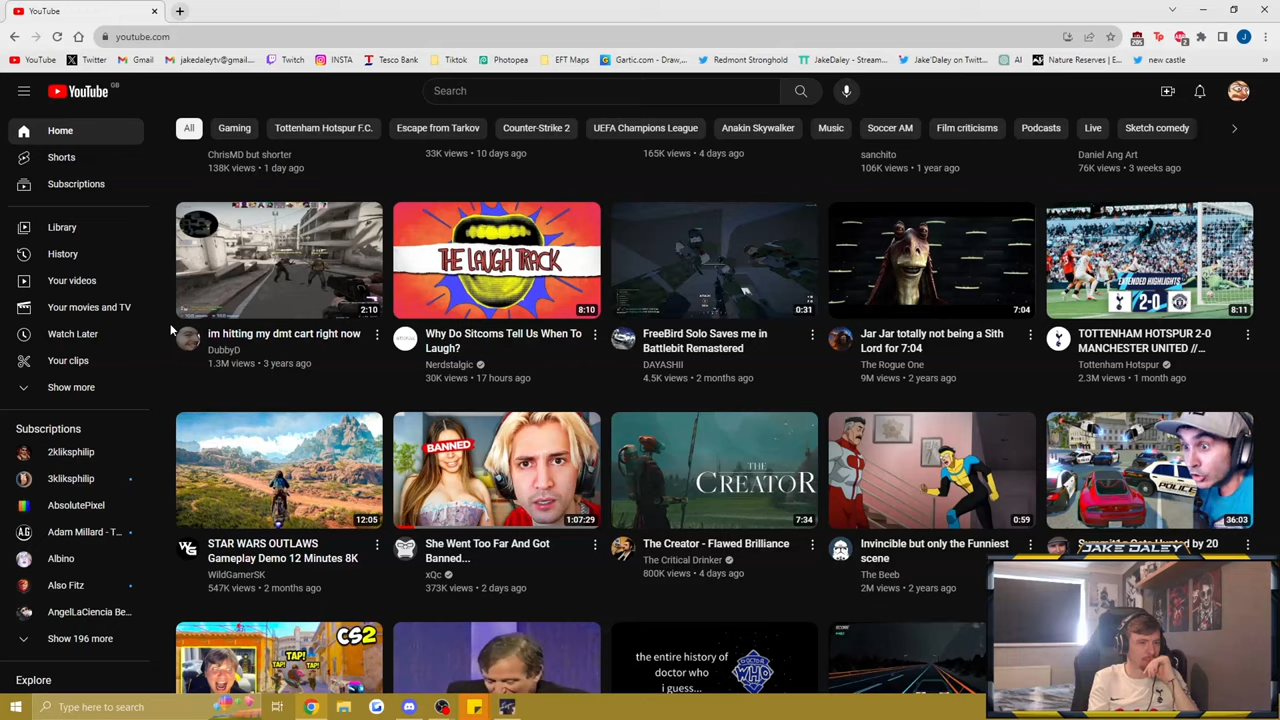 YouTube
youtube.com
205
2
J
YouTube
Twitter
Gmail
jakedaleytv@gmail....
Twitch
INSTA
Tesco Bank
Tiktok
Photopea
EFT Maps
Gartic.com - Draw,...
Redmont Stronghold
JakeDaley - Stream...
Jake'Daley on Twitt...
AI
Nature Reserves | E...
new castle
YouTube GB
Search
All
Gaming
Tottenham Hotspur F.C.
Escape from Tarkov
Counter-Strike 2
UEFA Champions League
Anakin Skywalker
Music
Soccer AM
Film criticisms
Podcasts
Live
Sketch comedy
Home
Shorts
Subscriptions
Library
History
Your videos
Your movies and TV
Watch Later
Your clips
Show more
Subscriptions
2kliksphilip
3kliksphilip
AbsolutePixel
Adam Millard - T...
Albino
Also Fitz
AngelLaCiencia Be...
Show 196 more
Explore
ChrisMD but shorter
138K views • 1 day ago
33K views • 10 days ago
165K views • 4 days ago
sanchito
106K views • 1 year ago
Daniel Ang Art
76K views • 3 weeks ago
2:10
im hitting my dmt cart right now
DubbyD
1.3M views • 3 years ago
THE LAUGH TRACK
8:10
Why Do Sitcoms Tell Us When To
Laugh?
Nerdstalgic
30K views • 17 hours ago
0:31
FreeBird Solo Saves me in
Battlebit Remastered
DAYASHII
4.5K views • 2 months ago
7:04
Jar Jar totally not being a Sith
Lord for 7:04
The Rogue One
9M views • 2 years ago
EXTENDED HIGHLIGHTS
2-0
8:11
TOTTENHAM HOTSPUR 2-0
MANCHESTER UNITED //...
Tottenham Hotspur
2.3M views • 1 month ago
12:05
STAR WARS OUTLAWS
Gameplay Demo 12 Minutes 8K
WildGamerSK
547K views • 2 months ago
BANNED
1:07:29
She Went Too Far And Got
Banned...
xQc
373K views • 2 days ago
THE
CREATOR
7:34
The Creator - Flawed Brilliance
The Critical Drinker
800K views • 4 days ago
0:59
Invincible but only the Funniest
scene
The Beeb
2M views • 2 years ago
POLICE
POLICE
36:03
by 20
JAKE DALEY
CS2
TAP!
TAP!
TAP!
the entire history of
doctor who
i guess...
Type here to search